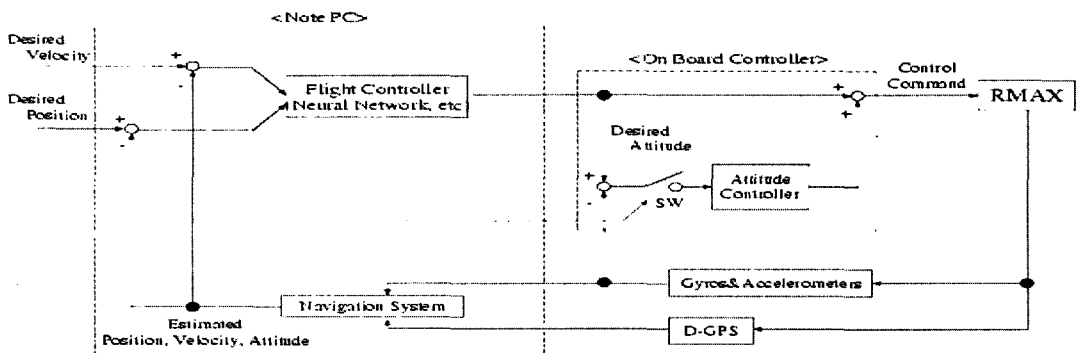 <Note PC>
Desired
Velocity
Desired
Position
+
-
+
-
Flight Controller
Neural Network, etc
<On Board Controller>
Control
Command
+
+
RMAX
Desired
Attitude
+
-
SW
Attitude
Controller
Gyros& Accelerometers
Navigation System
D-GPS
Estimated
Position, Velocity, Attitude